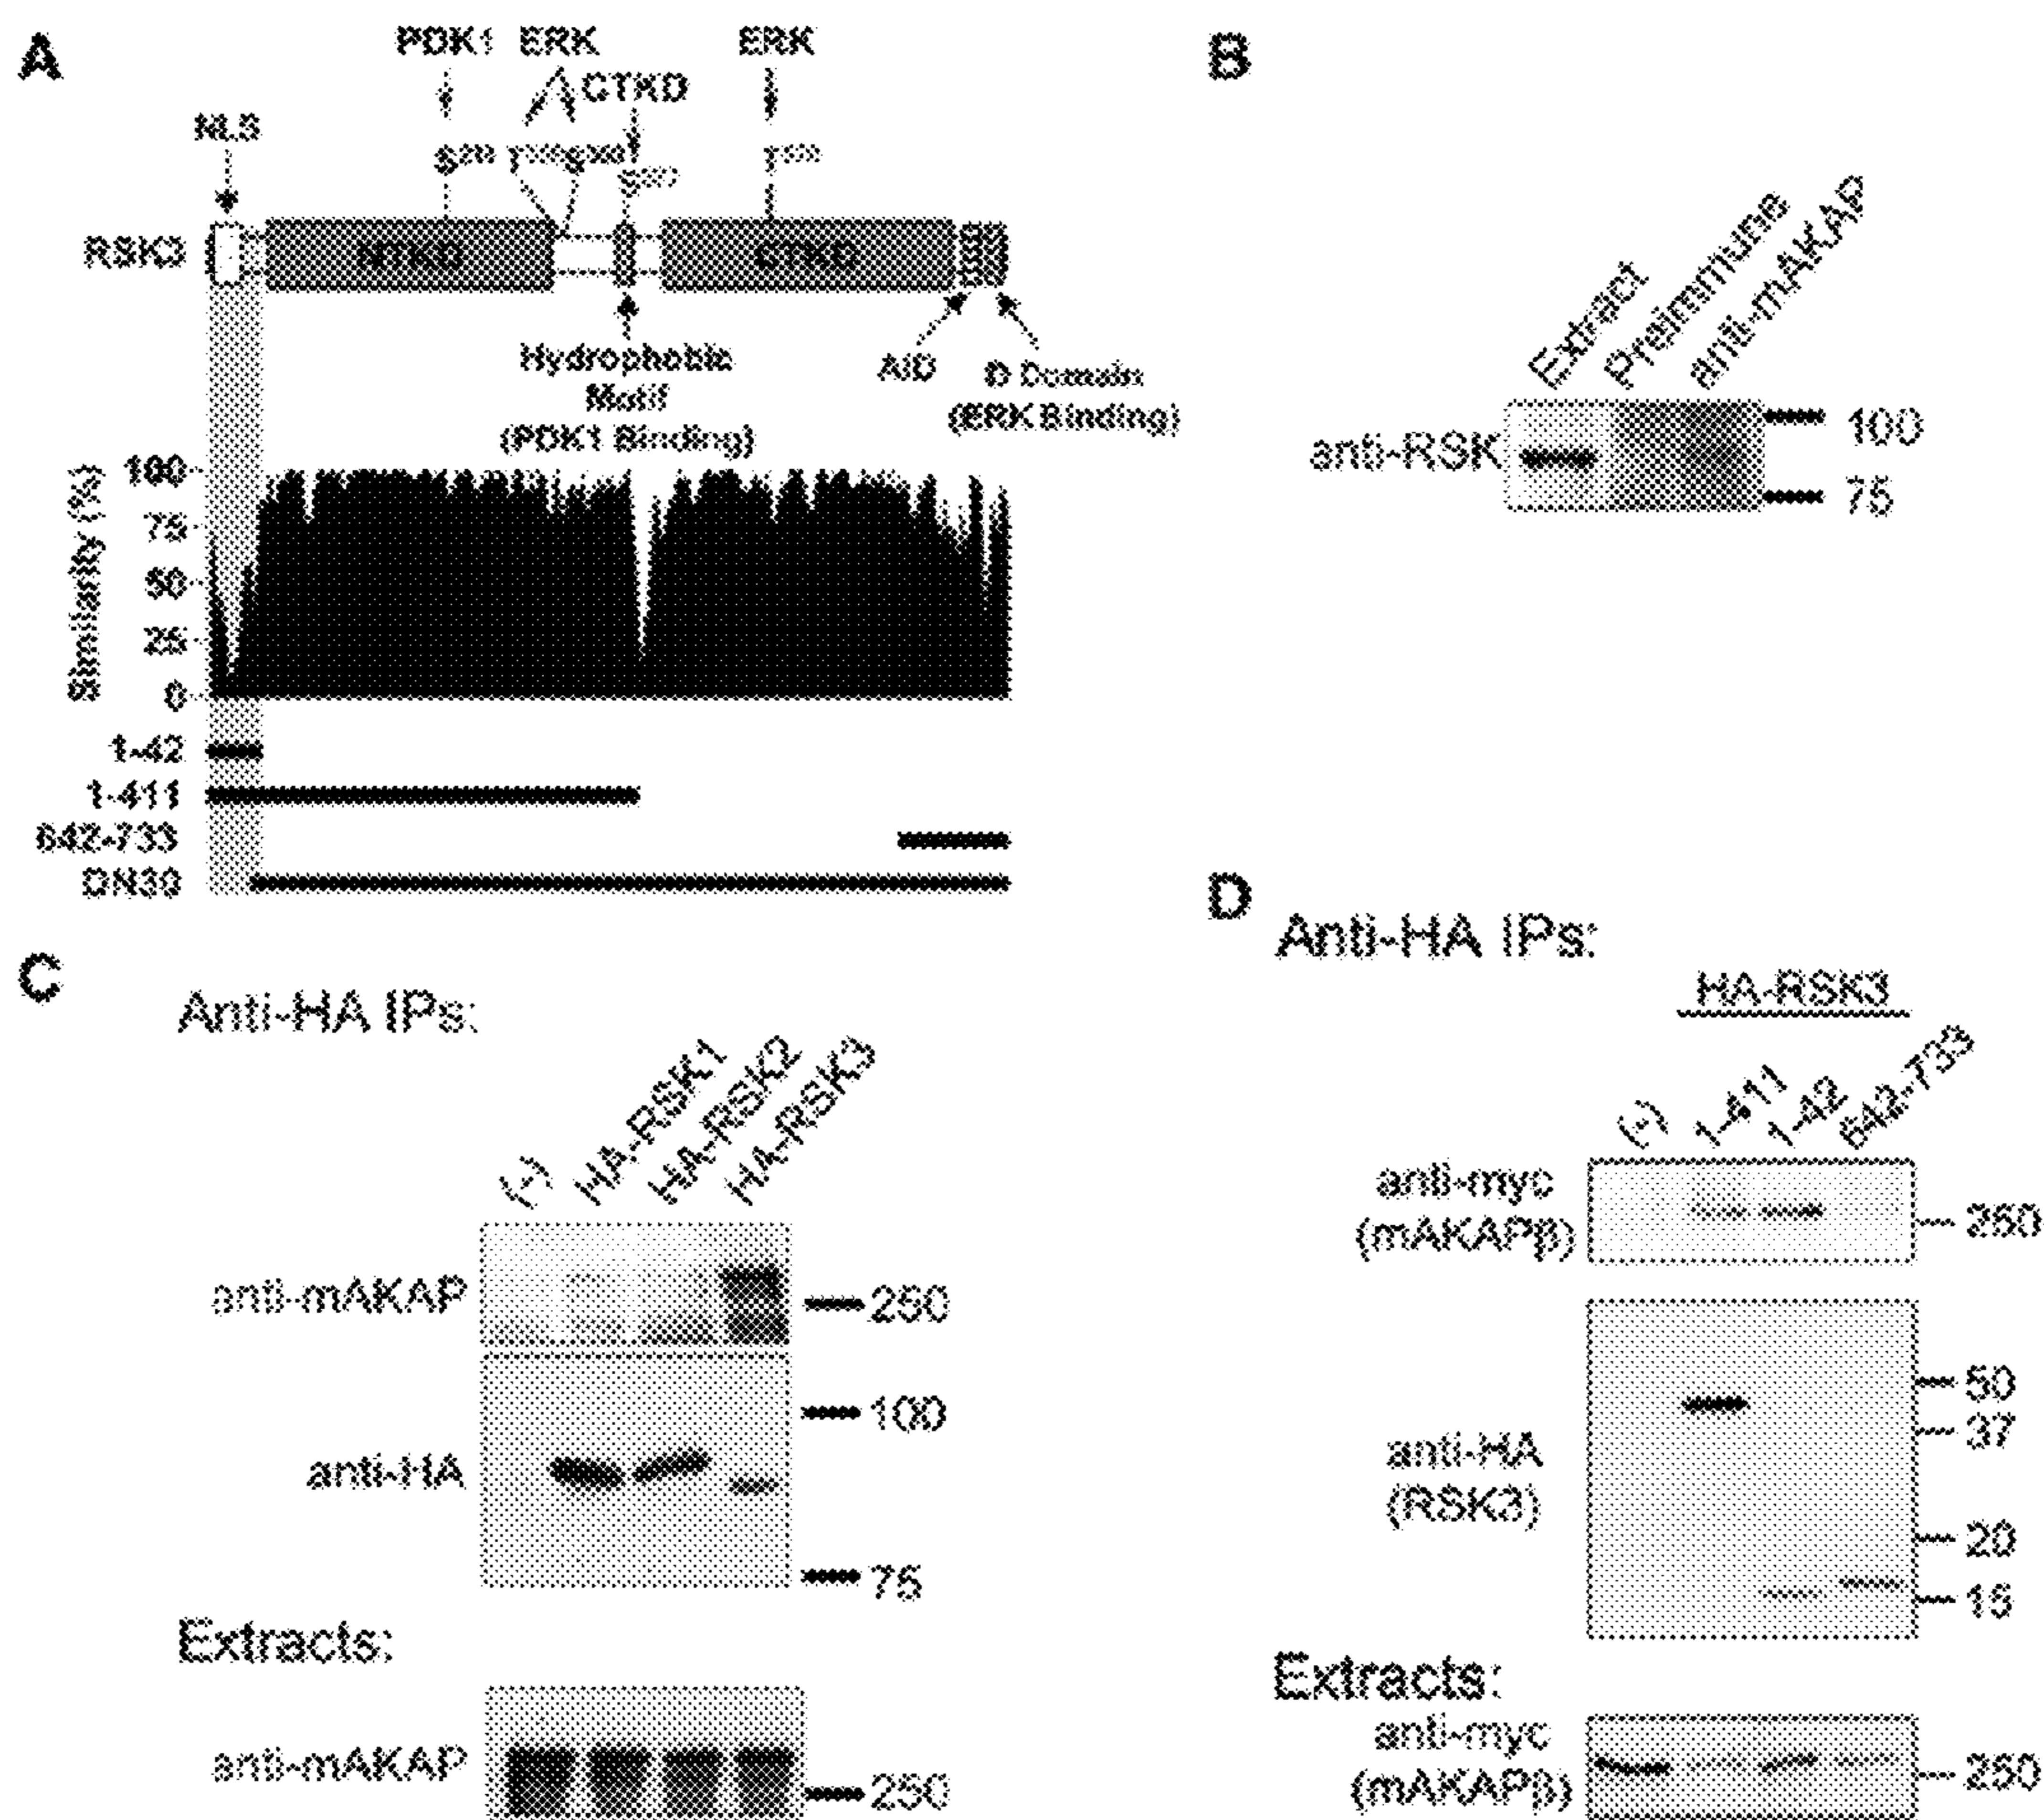 A
PDK1 ERK ERK
CTKD
NLS
RSK3
NTKD
CTKD
Hydrophobic
Motif
(PDK1 Binding)
AID
D Domain
(ERK Binding)
Similarity (%)
100
75
50
25
0
1-42
1-411
642-733
DN30
B
Extract
Preimmune
anti-mAKAP
anti-RSK
100
75
C
Anti-HA IPs:
(-)
HA-RSK1
HA-RSK2
HA-RSK3
anti-mAKAP
250
100
anti-HA
75
Extracts:
anti-mAKAP
250
D
Anti-HA IPs:
HA-RSK3
(-)
1-411
1-42
642-733
anti-myc
(mAKAPβ)
250
50
37
anti-HA
(RSK3)
20
15
Extracts:
anti-myc
(mAKAPβ)
250